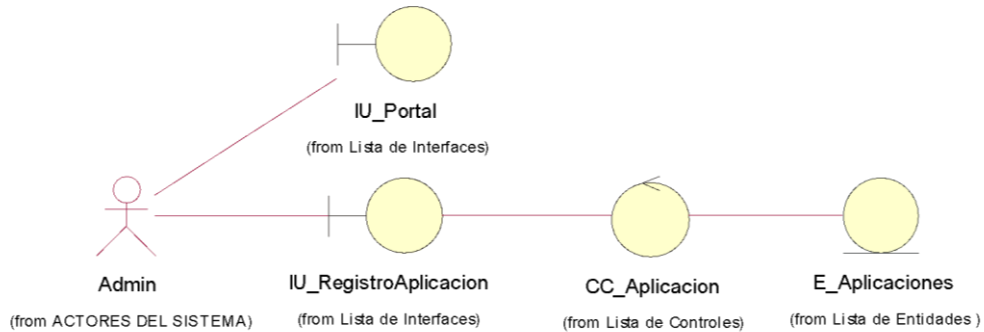 IU_Portal
(from Lista de Interfaces)
Admin
(from ACTORES DEL SISTEMA)
IU_RegistroAplicacion
(from Lista de Interfaces)
CC_Aplicacion
(from Lista de Controles)
E_Aplicaciones
(from Lista de Entidades )